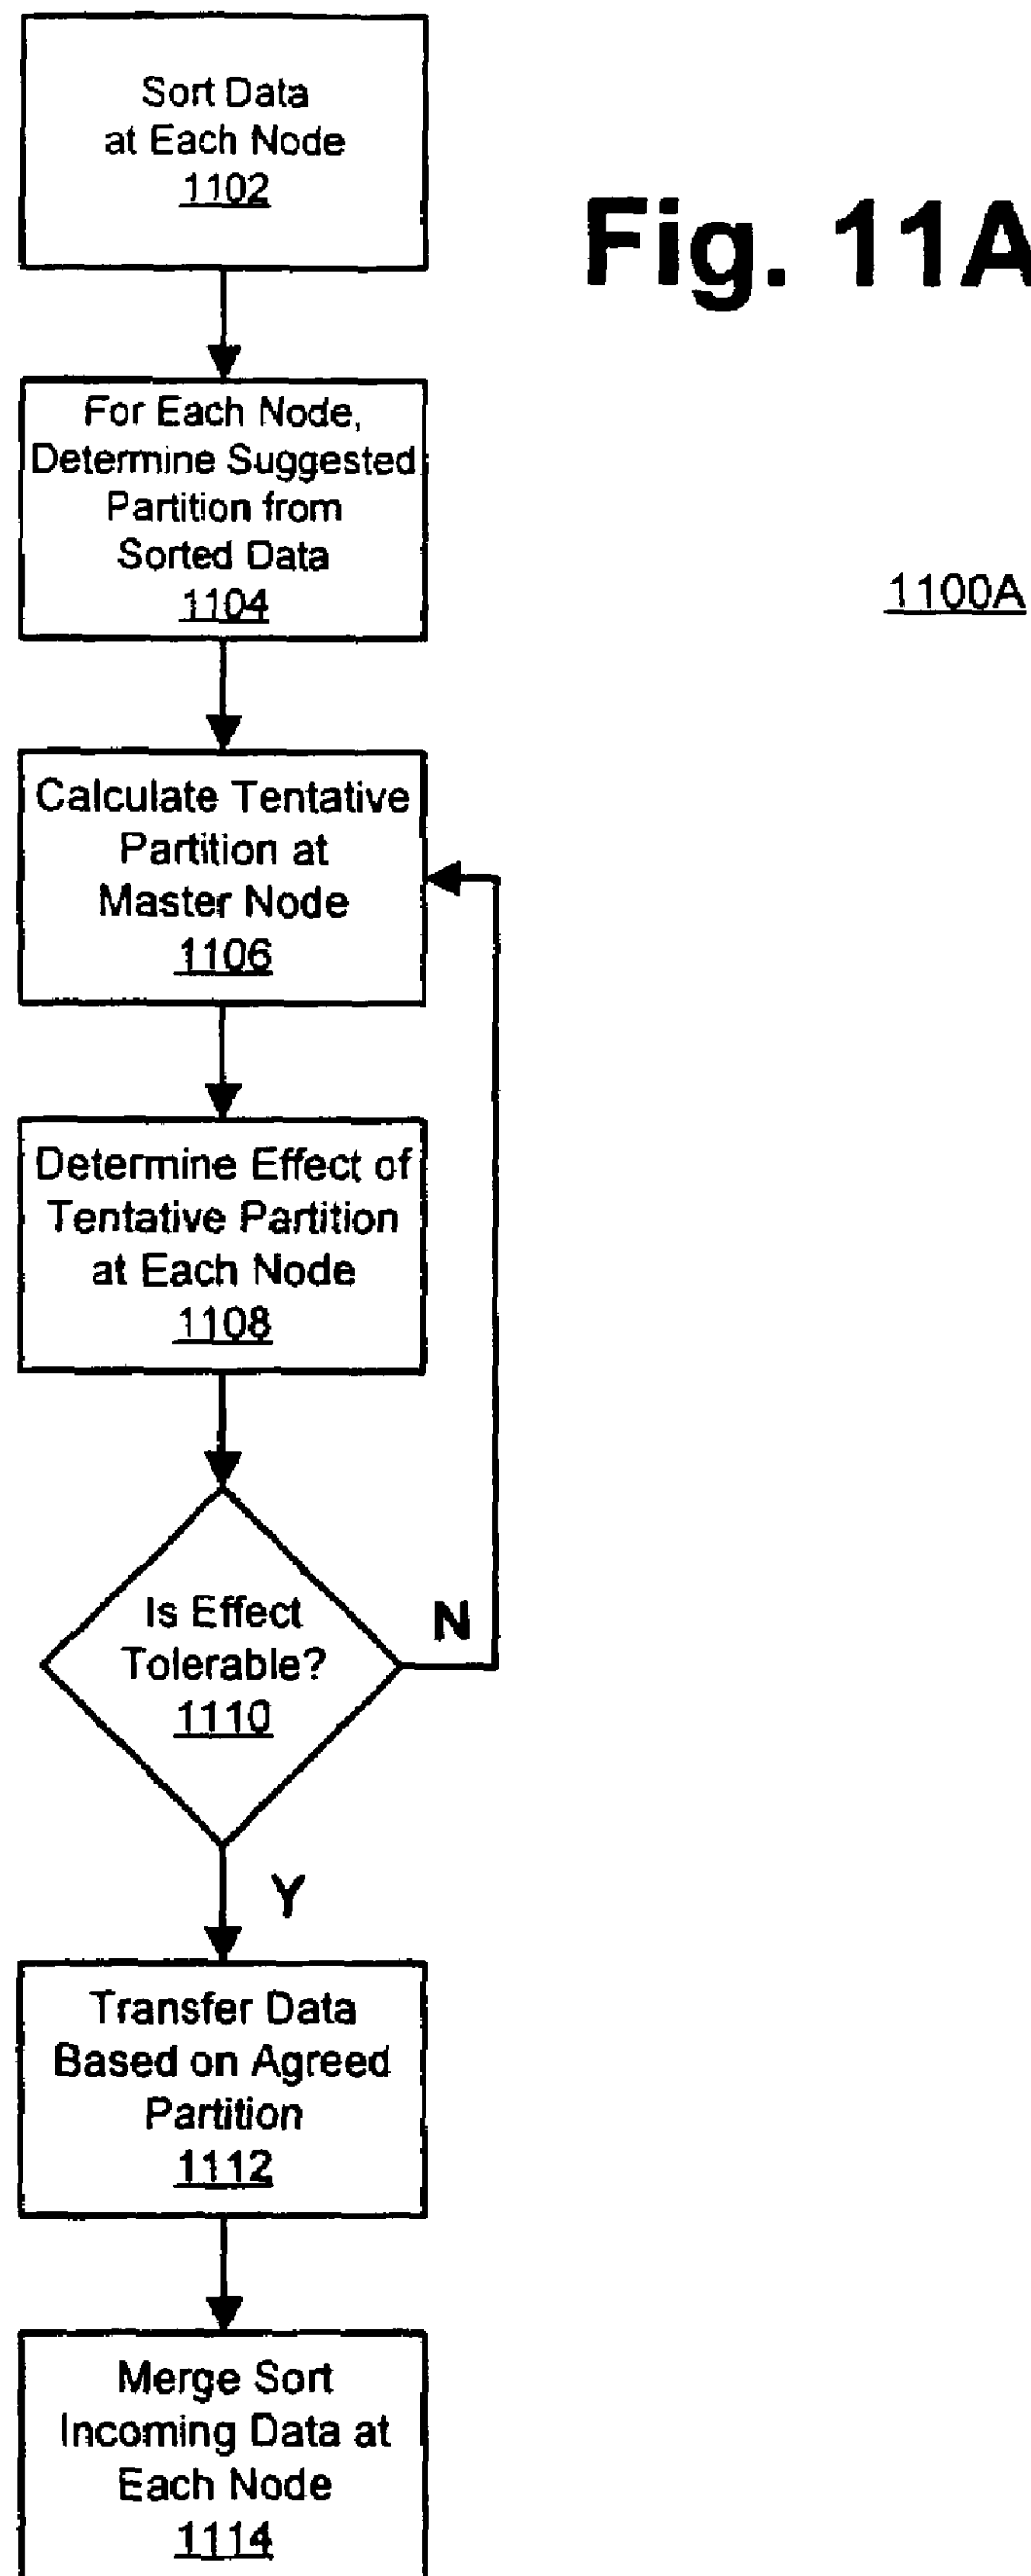 Sort Data
at Each Node
1102
Fig. 11A
For Each Node,
Determine Suggested
Partition from
Sorted Data
1104
1100A
Calculate Tentative
Partition at
Master Node
1106
Determine Effect of
Tentative Partition
at Each Node
1108
Is Effect
Tolerable?
1110
N
Y
Transfer Data
Based on Agreed
Partition
1112
Merge Sort
Incoming Data at
Each Node
1114